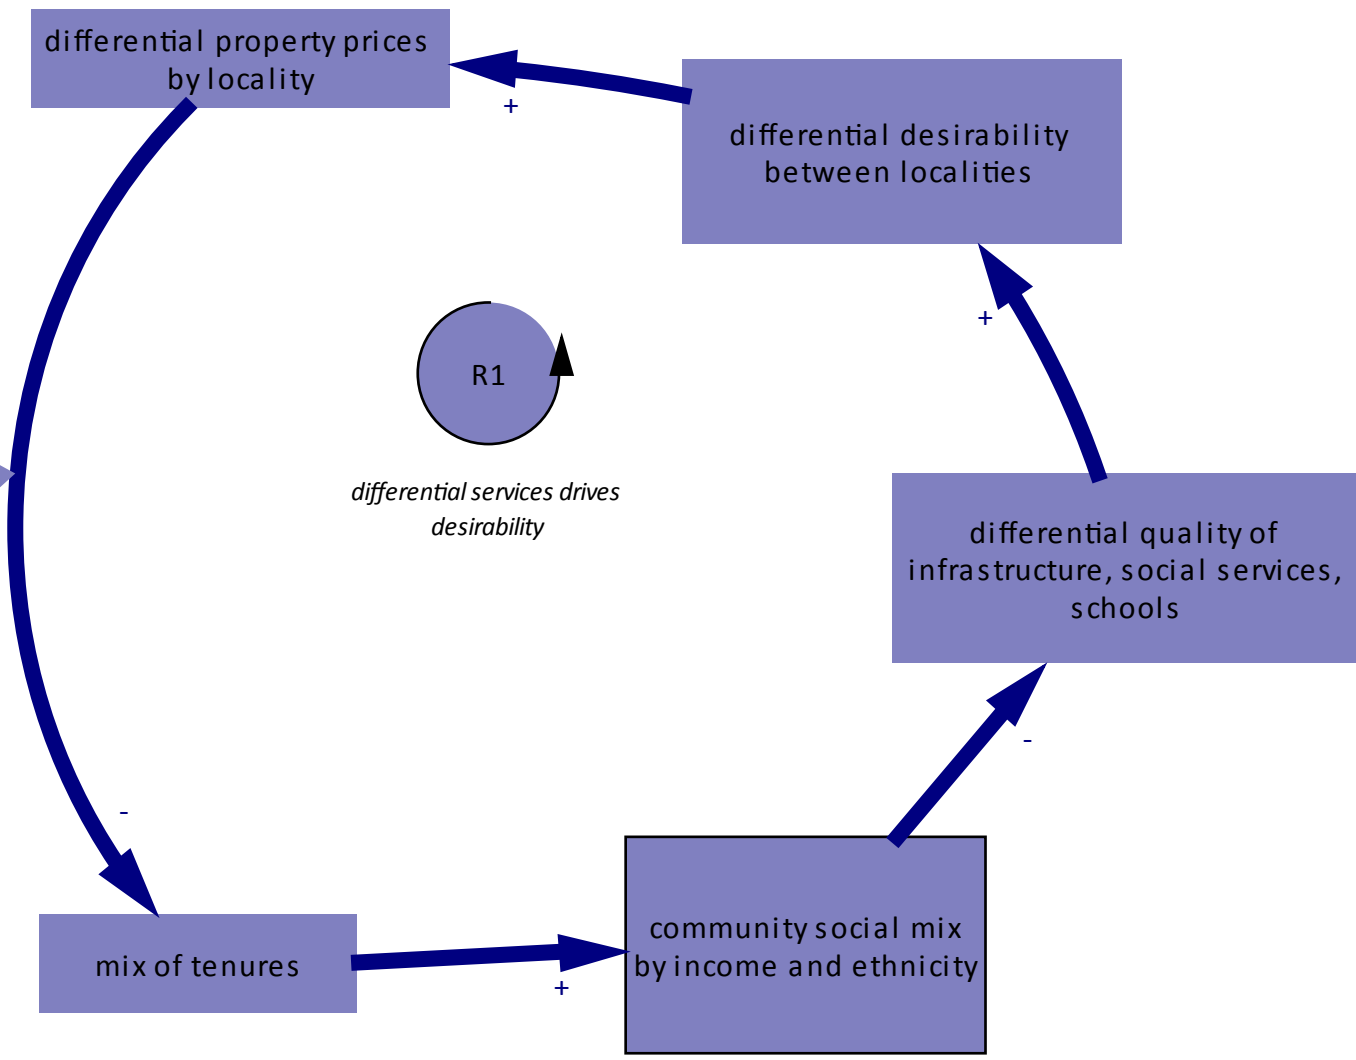 differential property prices
by locality
+
differential desirability
between localities
+
R1
differential services drives
desirability
differential quality of
infrastructure, social services,
schools
-
-
mix of tenures
+
community social mix
by income and ethnicity